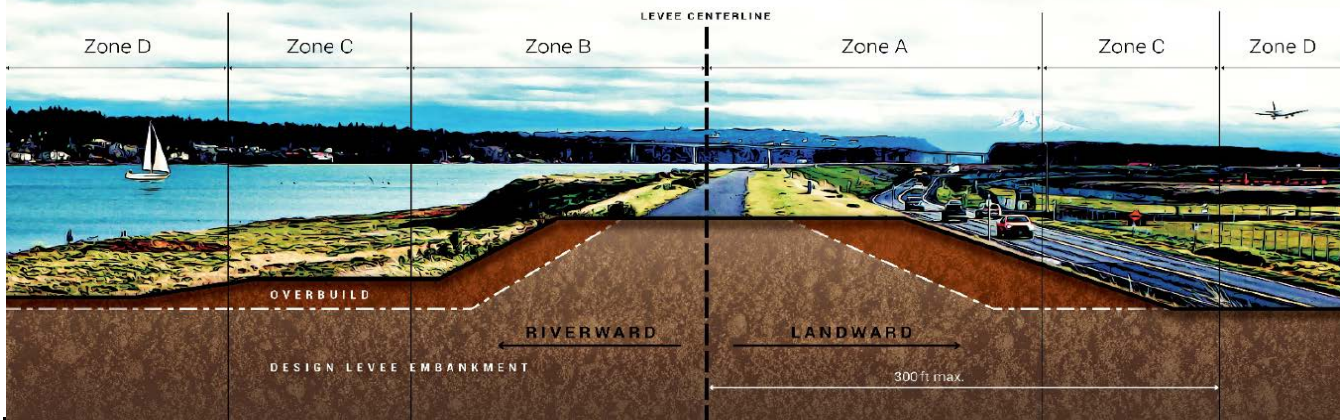 LEVEE CENTERLINE
Zone D Zone C Zone B Zone A Zone C Zone D
OVERBUILD
RIVERWARD LANDWARD
DESIGN LEVEE EMBANKMENT
300 ft max.